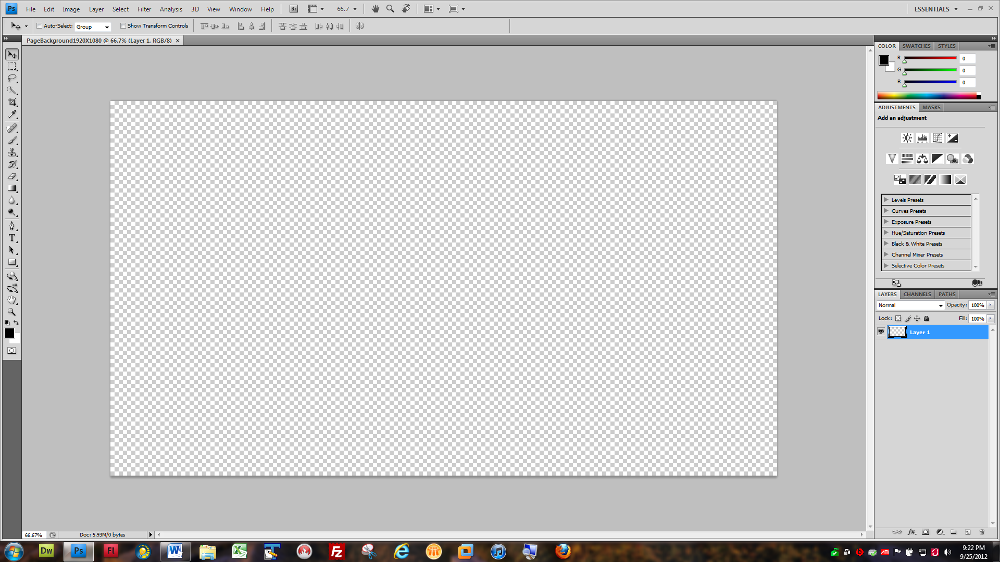 Ps File Edit Image Layer Select Filter Analysis 3D View Window Help Br 66.7 ESSENTIALS
Auto-Select: Group Show Transform Controls
PageBackground1920X1080 @ 66.7% (Layer 1, RGB/8)
COLOR SWATCHES STYLES
R 0
G 0
B 0
ADJUSTMENTS MASKS
Add an adjustment
Levels Presets
Curves Presets
Exposure Presets
Hue/Saturation Presets
Black & White Presets
Channel Mixer Presets
Selective Color Presets
LAYERS CHANNELS PATHS
Normal Opacity: 100%
Lock: Fill: 100%
Layer 1
T
66.67% Doc: 5.93M/0 bytes
fx
Dw Ps Fl W X T Fz e ATI
9:22 PM
9/25/2012